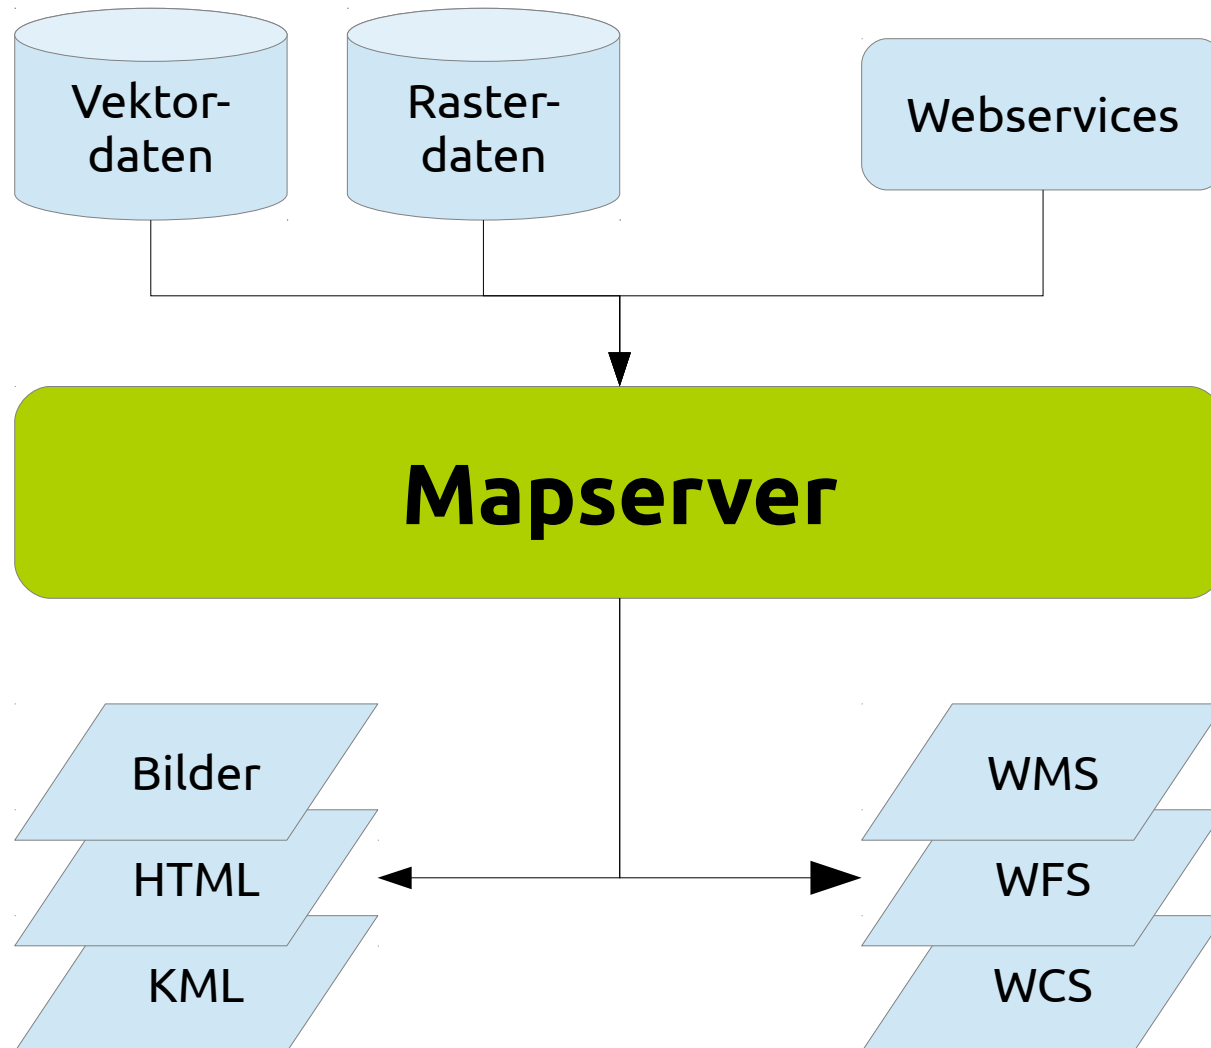 Vektor-
daten
Raster-
daten
Webservices
Mapserver
Bilder
HTML
KML
WMS
WFS
WCS